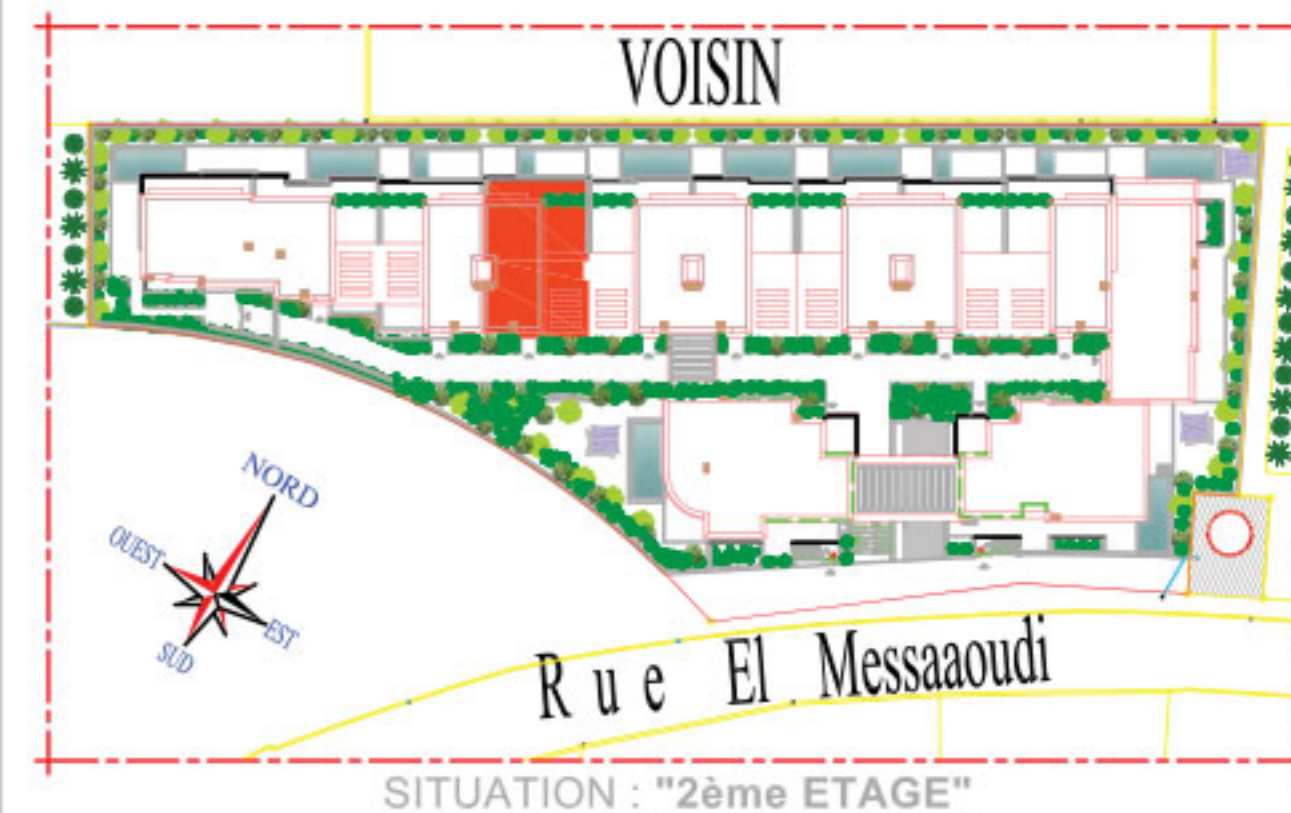 VOISIN
NORD
OUEST
EST
SUD
Rue El Messaaoudi
SITUATION : "2ème ETAGE"